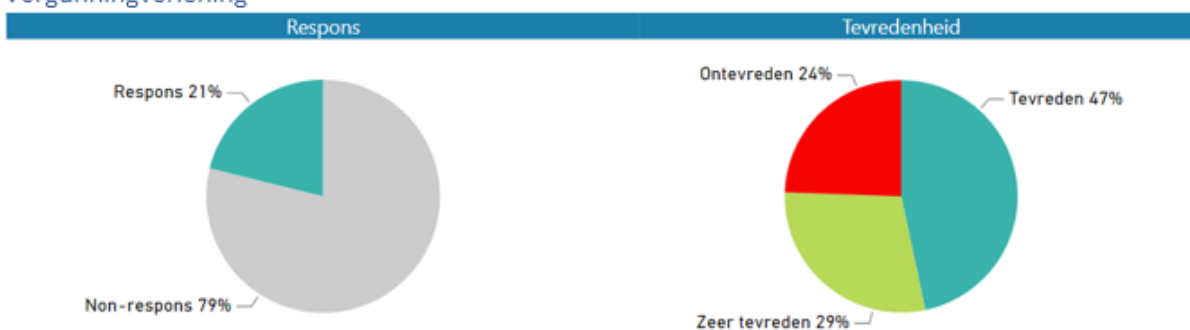 Respons
Tevredenheid
Respons 21%
Non-respons 79%
Ontevreden 24%
Tevreden 47%
Zeer tevreden 29%